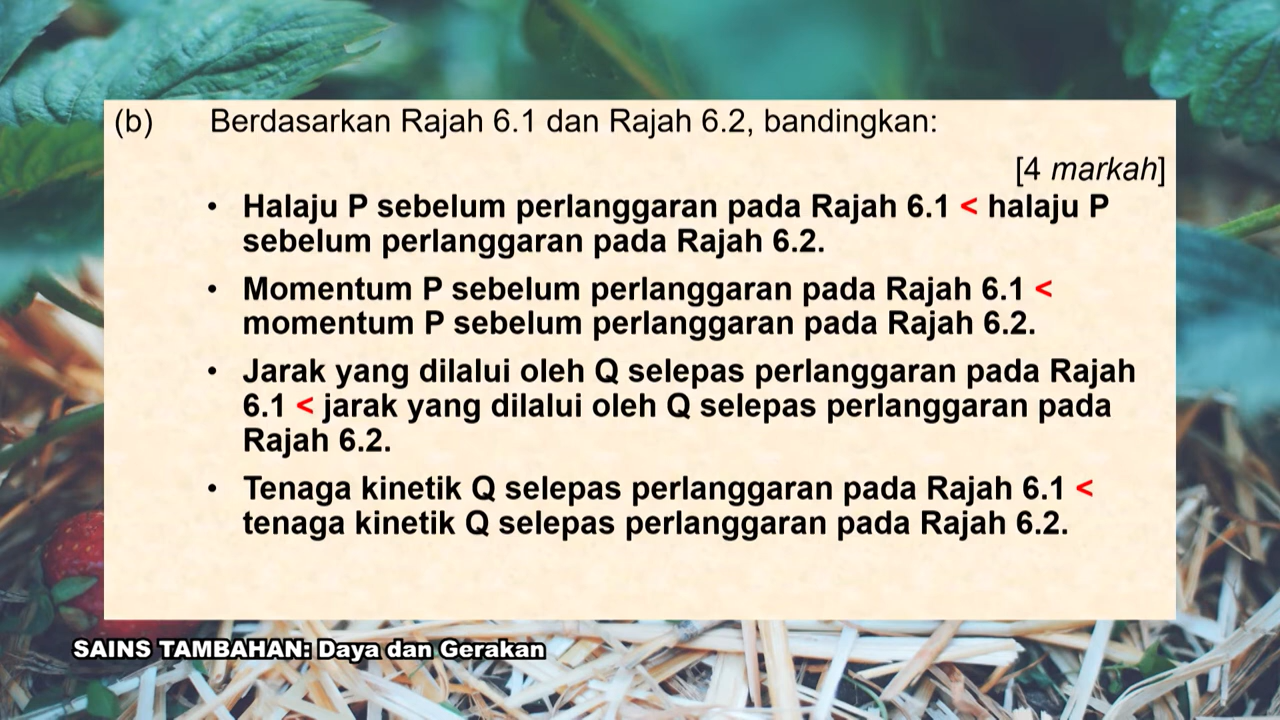 (b) Berdasarkan Rajah 6.1 dan Rajah 6.2, bandingkan:
[4 markah]
• Halaju P sebelum perlanggaran pada Rajah 6.1 < halaju P
sebelum perlanggaran pada Rajah 6.2.
• Momentum P sebelum perlanggaran pada Rajah 6.1 <
momentum P sebelum perlanggaran pada Rajah 6.2.
• Jarak yang dilalui oleh Q selepas perlanggaran pada Rajah
6.1 < jarak yang dilalui oleh Q selepas perlanggaran pada
Rajah 6.2.
• Tenaga kinetik Q selepas perlanggaran pada Rajah 6.1 <
tenaga kinetik Q selepas perlanggaran pada Rajah 6.2.
SAINS TAMBAHAN: Daya dan Gerakan